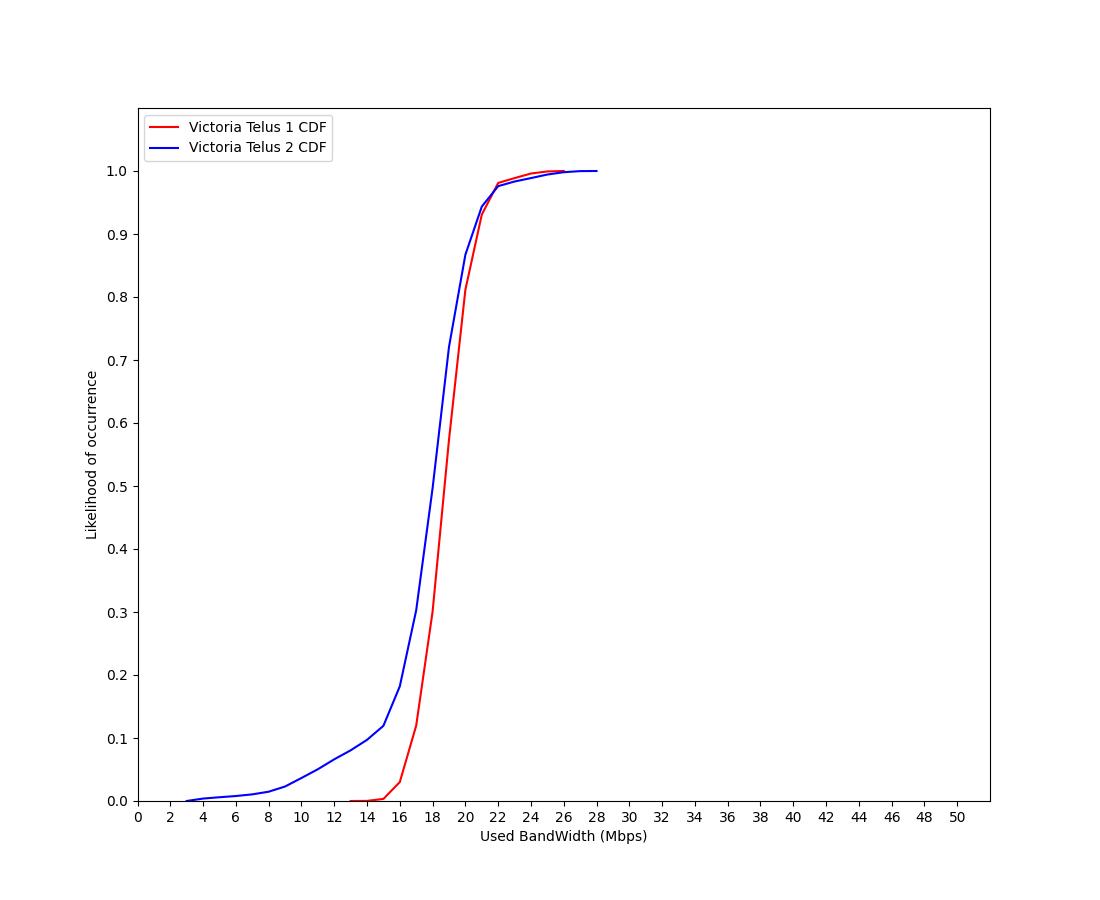 Victoria Telus 1 CDF
Victoria Telus 2 CDF
1.0
0.9
0.8
0.7
0.6
0.5
0.4
0.3
0.2
0.1
0.0
Likelihood of occurrence
0 2 4 6 8 10 12 14 16 18 20 22 24 26 28 30 32 34 36 38 40 42 44 46 48 50
Used BandWidth (Mbps)